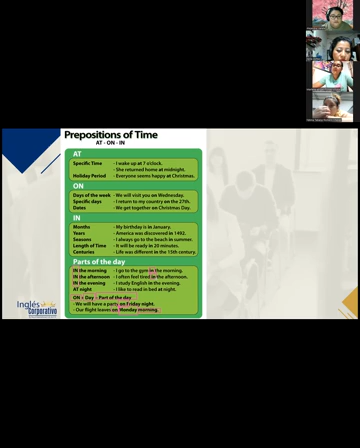 Prepositions of Time
AT - ON - IN
AT
Specific Time - I wake up at 7 o'clock.
- She returned home at midnight.
Holiday Period - Everyone seems happy at Christmas.
ON
Days of the week - We will visit you on Wednesday.
Specific days - I return to my country on the 27th.
Dates - We get together on Christmas Day.
IN
Months - My birthday is in January.
Years - America was discovered in 1492.
Seasons - I always go to the beach in summer.
Length of Time - It will be ready in 20 minutes.
Centuries - Life was different in the 15th century.
Parts of the day
IN the morning - I go to the gym in the morning.
IN the afternoon - I often feel tired in the afternoon.
IN the evening - I study English in the evening.
AT night - I like to read in bed at night.
ON + Day + Part of the day
- We will have a party on Friday night.
- Our flight leaves on Monday morning.
Inglés
Corporativo